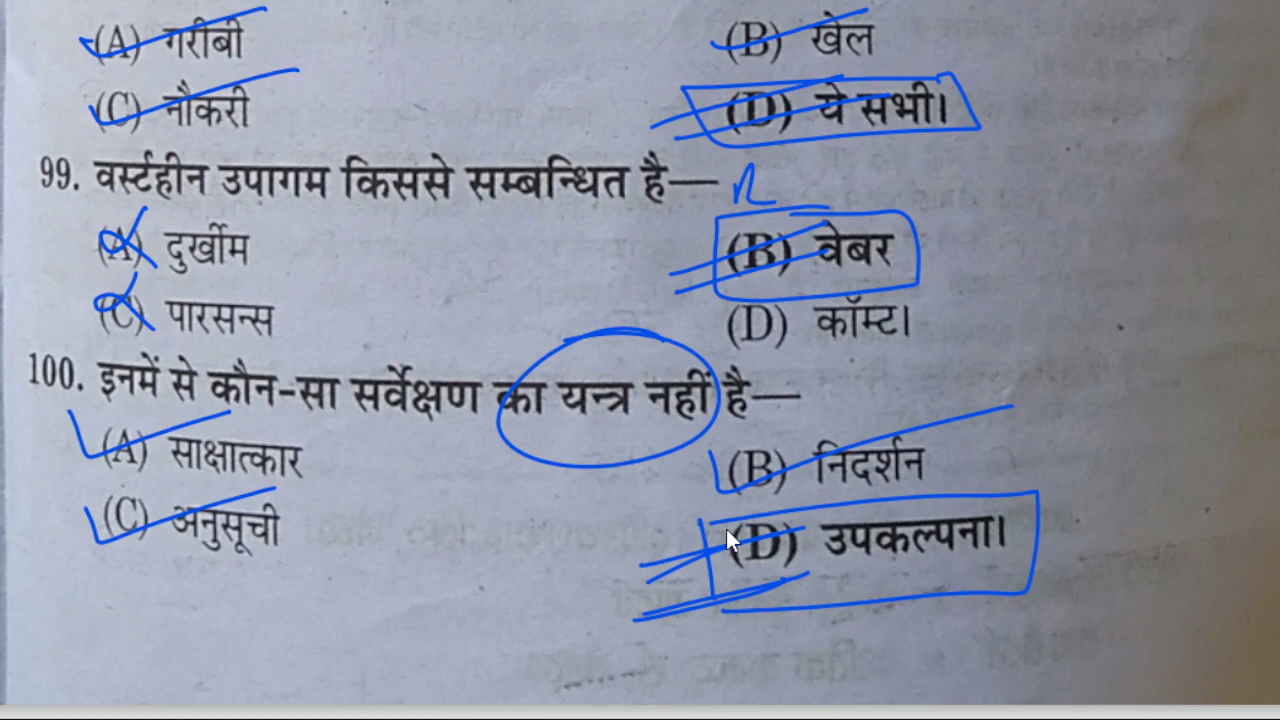 (A) गरीबी (B) खेल
(C) नौकरी (D) ये सभी।
99. वर्स्टहीन उपागम किससे सम्बन्धित है—
(A) दुर्खीम (B) वेबर
(C) पारसन्स (D) कॉम्ट।
100. इनमें से कौन-सा सर्वेक्षण का यन्त्र नहीं है—
(A) साक्षात्कार (B) निदर्शन
(C) अनुसूची (D) उपकल्पना।